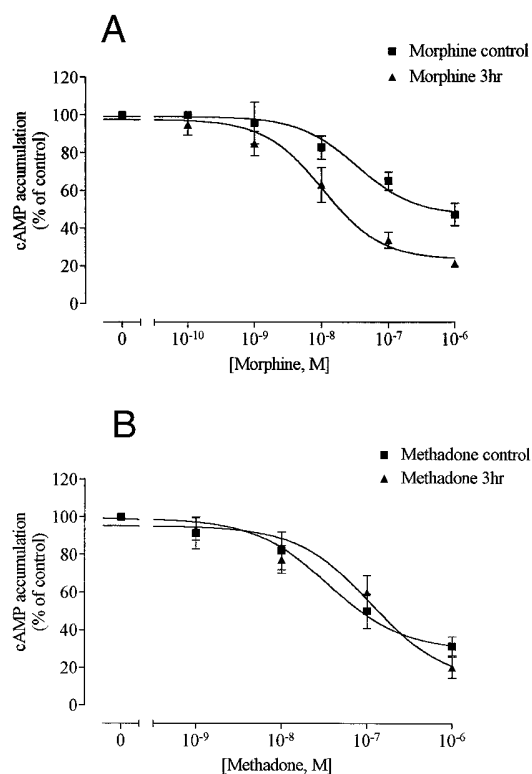 A
■ Morphine control
▲ Morphine 3hr
cAMP accumulation
(% of control)
120
100
80
60
40
20
0
0 10⁻¹⁰ 10⁻⁹ 10⁻⁸ 10⁻⁷ 10⁻⁶
[Morphine, M]
B
■ Methadone control
▲ Methadone 3hr
cAMP accumulation
(% of control)
120
100
80
60
40
20
0
0 10⁻⁹ 10⁻⁸ 10⁻⁷ 10⁻⁶
[Methadone, M]